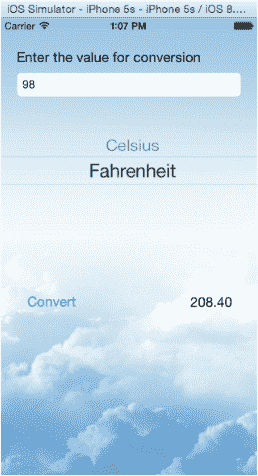 iOS Simulator - iPhone 5s - iPhone 5s / iOS 8....
Carrier 1:07 PM
Enter the value for conversion
98
Celsius
Fahrenheit
Convert 208.40